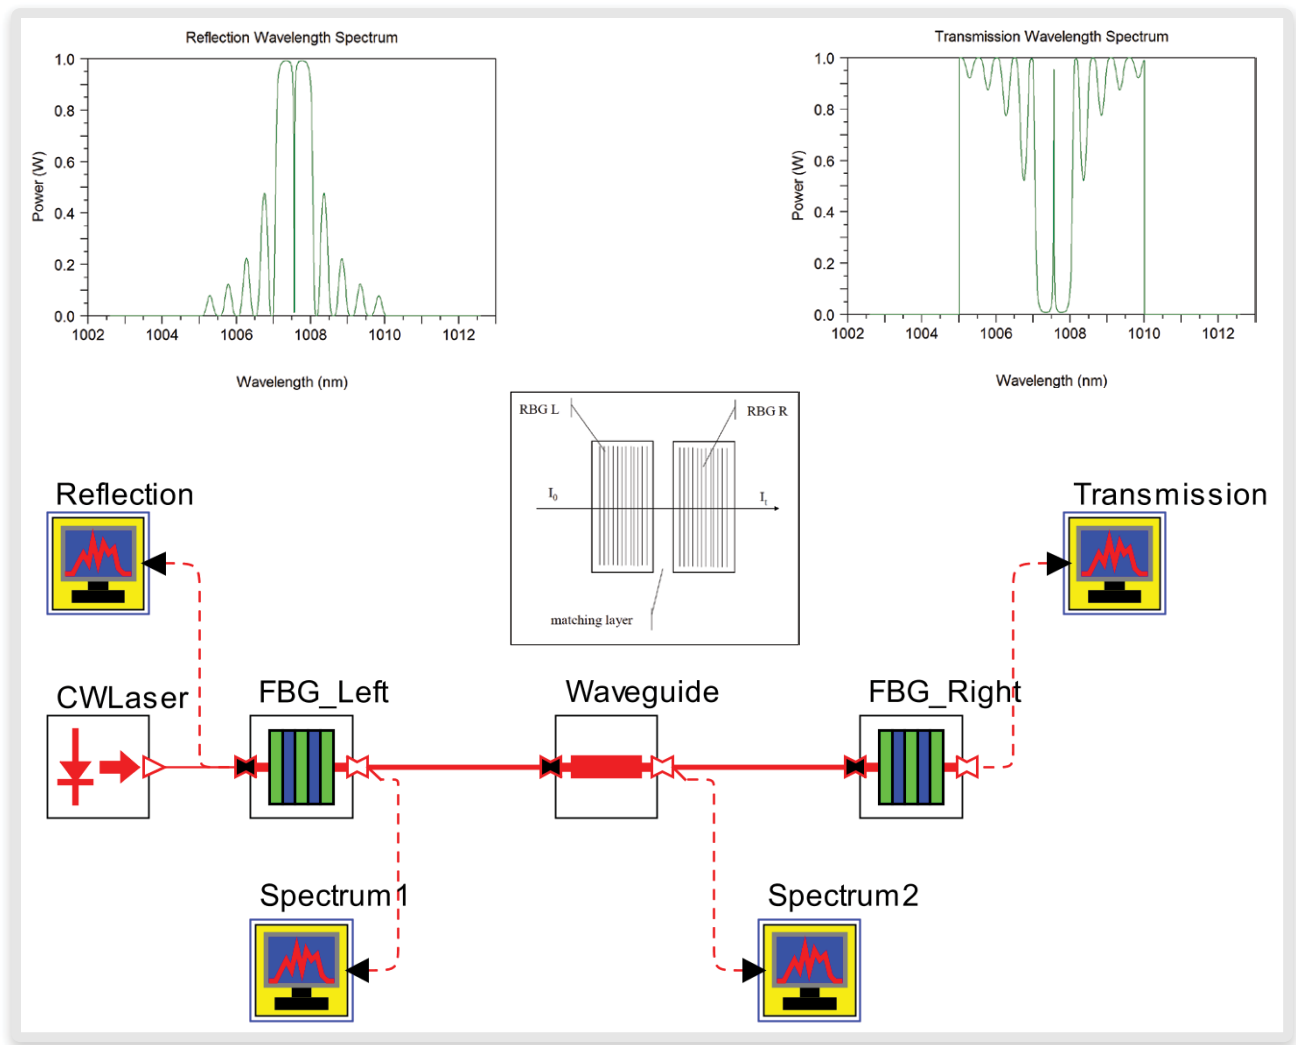 Reflection Wavelength Spectrum
1.0
0.8
0.6
0.4
0.2
0.0
Power (W)
1002 1004 1006 1008 1010 1012
Wavelength (nm)
Transmission Wavelength Spectrum
1.0
0.8
0.6
0.4
0.2
0.0
Power (W)
1002 1004 1006 1008 1010 1012
Wavelength (nm)
RBG L
RBG R
I0
It
matching layer
Reflection
Transmission
CWLaser
FBG_Left
Waveguide
FBG_Right
Spectrum1
Spectrum2